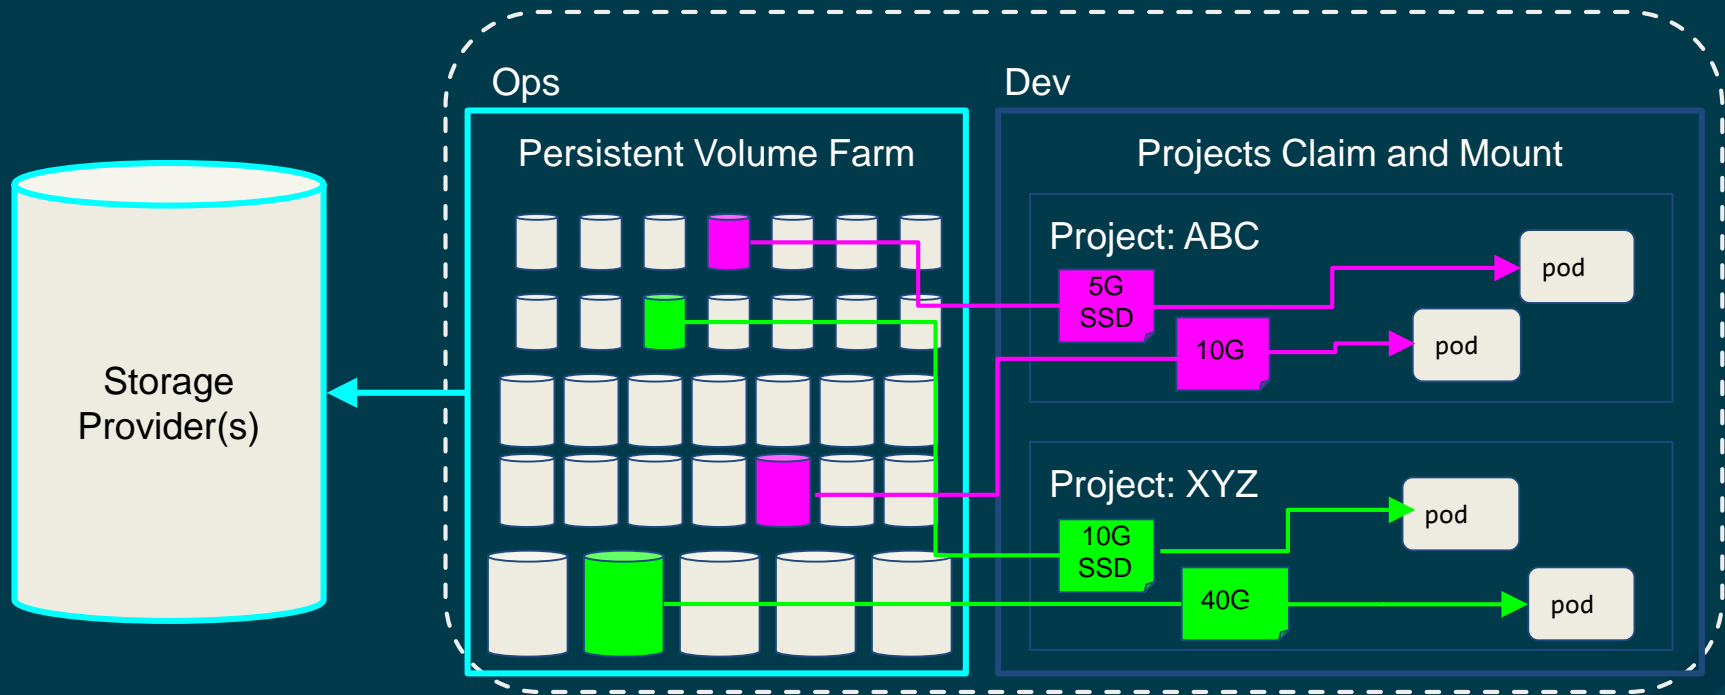 Ops
Dev
Persistent Volume Farm
Projects Claim and Mount
Storage
Provider(s)
Project: ABC
5G
SSD
pod
10G
pod
Project: XYZ
10G
SSD
pod
40G
pod